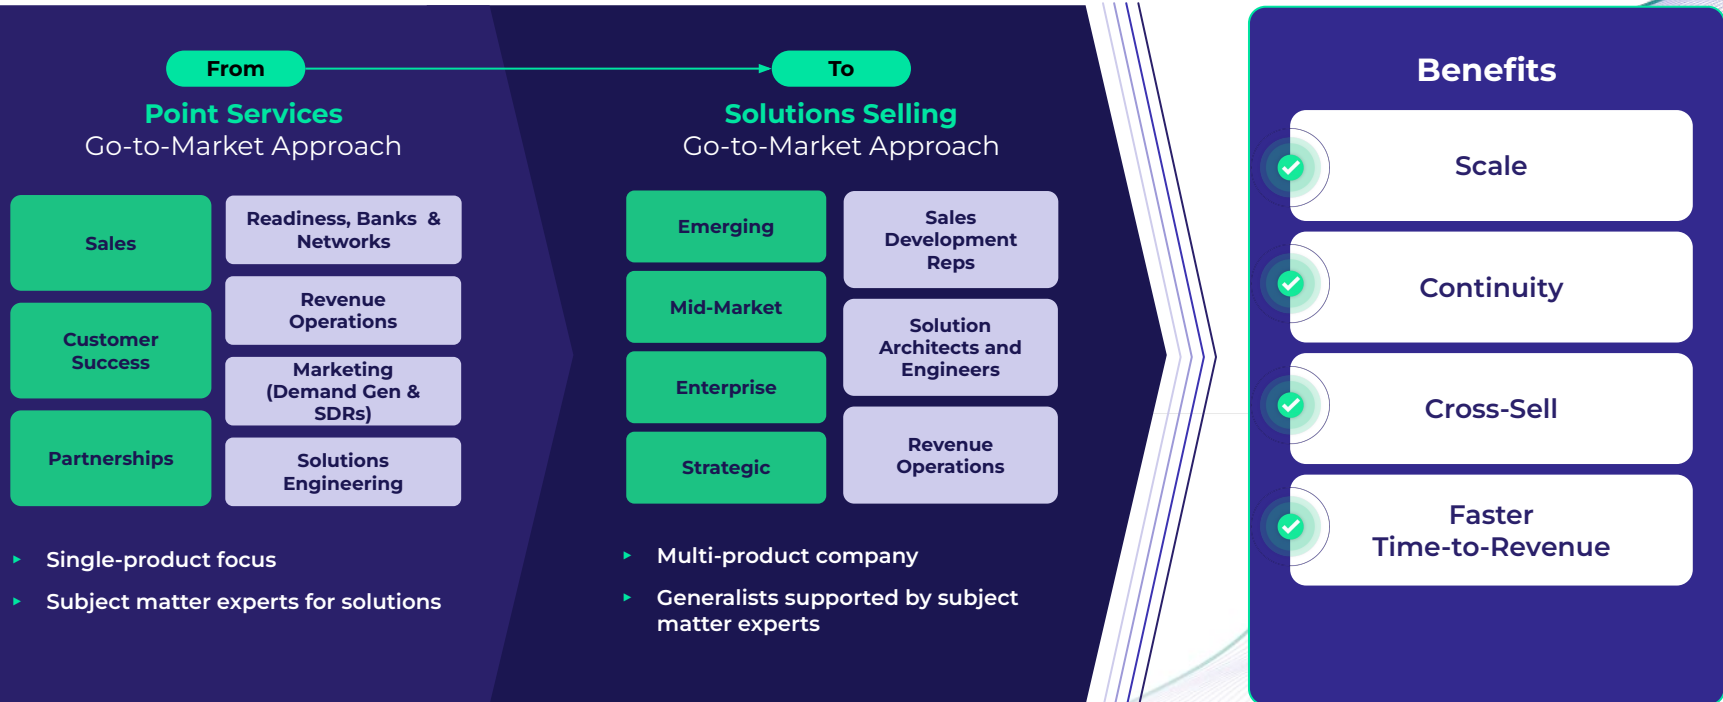 From
Point Services
Go-to-Market Approach
Sales
Customer
Success
Partnerships
Readiness, Banks &
Networks
Revenue
Operations
Marketing
(Demand Gen &
SDRs)
Solutions
Engineering
Single-product focus
Subject matter experts for solutions
To
Solutions Selling
Go-to-Market Approach
Emerging
Mid-Market
Enterprise
Strategic
Sales
Development
Reps
Solution
Architects and
Engineers
Revenue
Operations
Multi-product company
Generalists supported by subject
matter experts
Benefits
Scale
Continuity
Cross-Sell
Faster
Time-to-Revenue